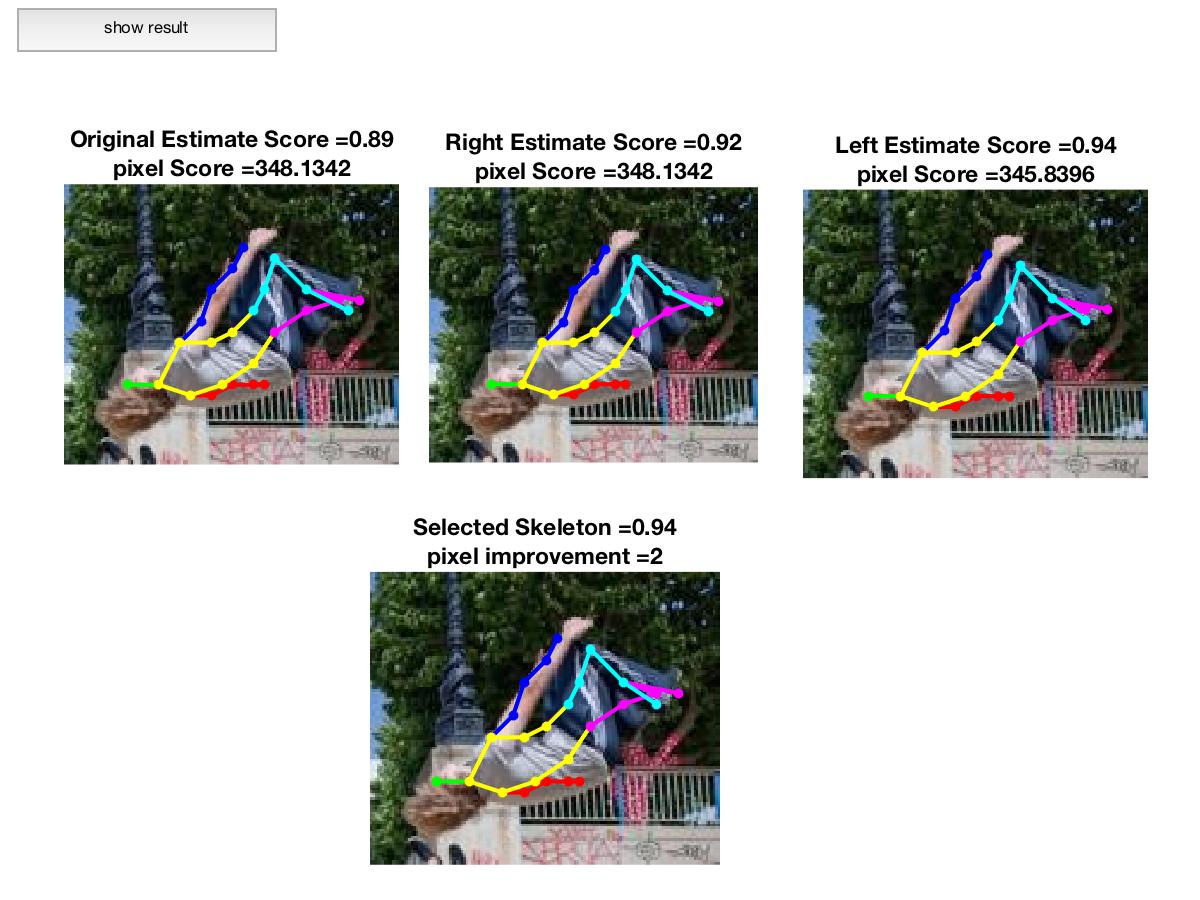 show result
Original Estimate Score =0.89
pixel Score =348.1342
Right Estimate Score =0.92
pixel Score =348.1342
Left Estimate Score =0.94
pixel Score =345.8396
Selected Skeleton =0.94
pixel improvement =2